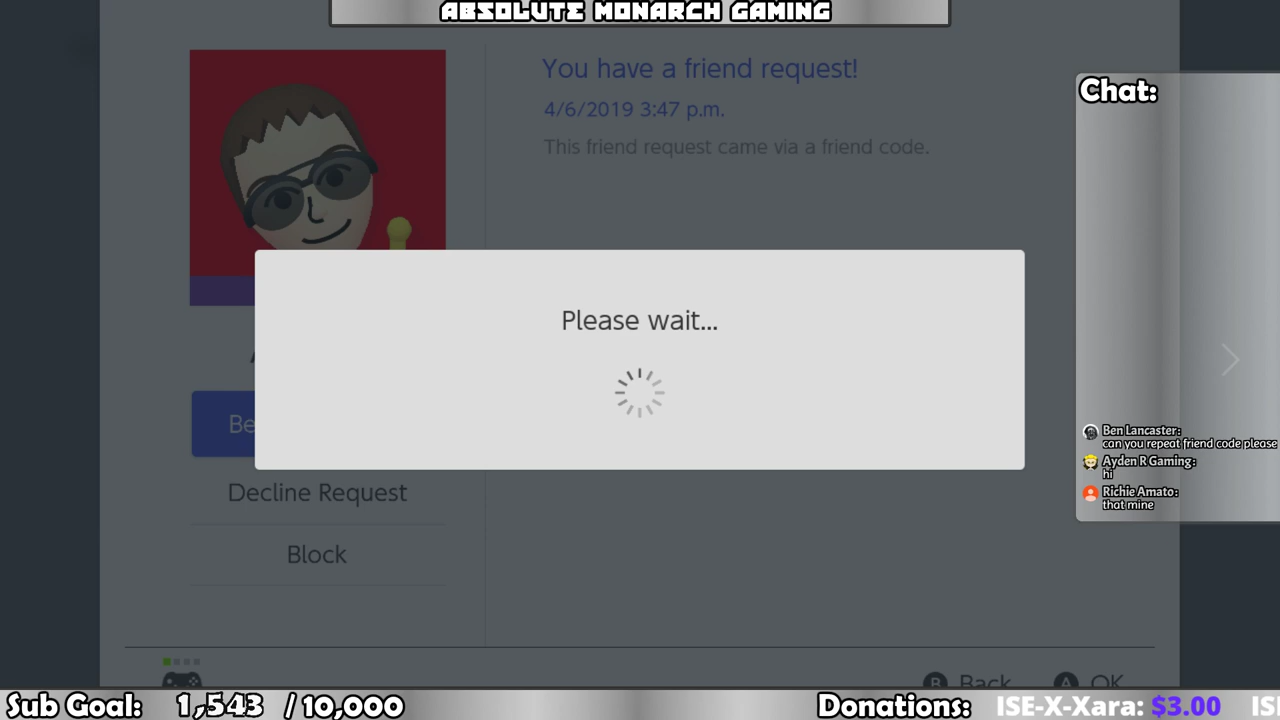 ABSOLUTE MONARCH GAMING
You have a friend request!
4/6/2019 3:47 p.m.
This friend request came via a friend code.
Chat:
Please wait...
Be
Decline Request
Block
Ben Lancaster:
can you repeat friend code please
Ayden R Gaming:
hi
Richie Amato:
that mine
B Back A OK
Sub Goal: 1,543 / 10,000 Donations: ISE-X-Xara: $3.00 IS